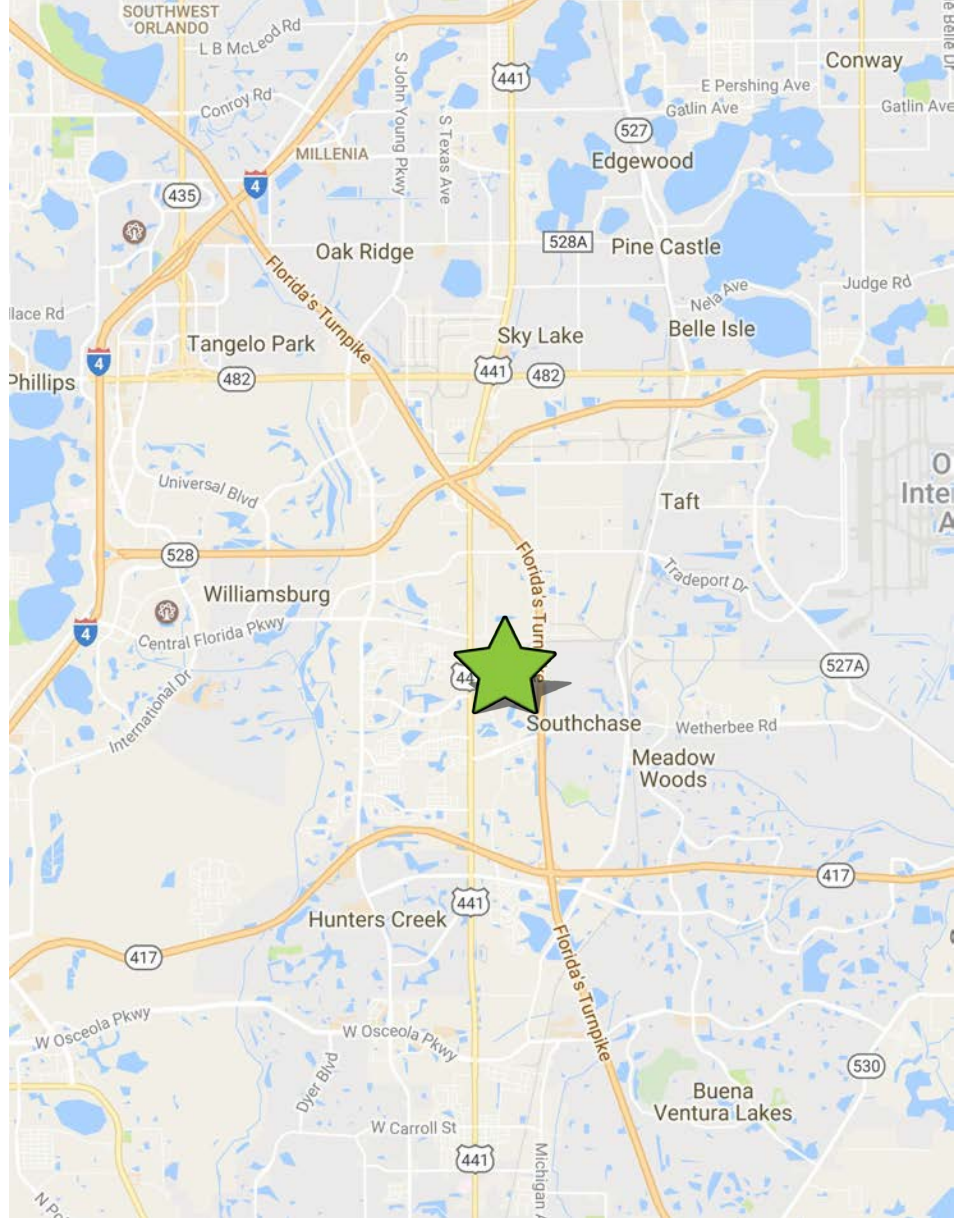 SOUTHWEST
ORLANDO
L B McLeod Rd
S John Young Pkwy
441
Conway
E Pershing Ave
Conroy Rd
S Texas Ave
Gatlin Ave
Gatlin Ave
527
MILLENIA
Edgewood
4
435
Oak Ridge
528A
Pine Castle
Florida's Turnpike
Nela Ave
Judge Rd
Sky Lake
Belle Isle
Tangelo Park
4
Phillips
482
441
482
Universal Blvd
Taft
528
Florida's Turn
Tradeport Dr
Williamsburg
4
Central Florida Pkwy
527A
International Dr
Southchase
Wetherbee Rd
Meadow
Woods
417
441
Hunters Creek
417
Florida's Turnpike
W Osceola Pkwy
W Osceola Pkwy
Dyer Blvd
530
Buena
Ventura Lakes
W Carroll St
441
Michigan